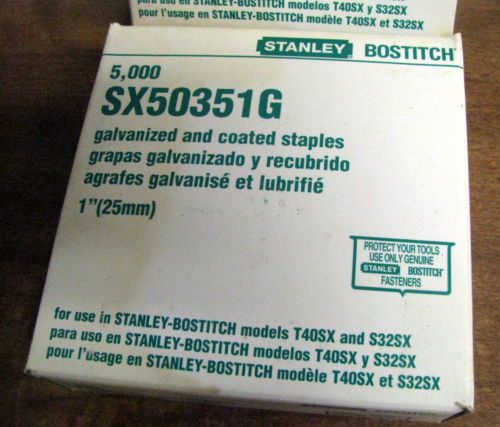 para uso en STANLEY-BOSTITCH modelos T40SX y S32SX
pour l'usage en STANLEY-BOSTITCH modèle T40SX et S32SX
STANLEY BOSTITCH
5,000
SX50351G
galvanized and coated staples
grapas galvanizado y recubrido
agrafes galvanisé et lubrifié
1"(25mm)
PROTECT YOUR TOOLS
USE ONLY GENUINE
STANLEY BOSTITCH
FASTENERS
for use in STANLEY-BOSTITCH models T40SX and S32SX
para uso en STANLEY-BOSTITCH modelos T40SX y S32SX
pour l'usage en STANLEY-BOSTITCH modèle T40SX et S32SX